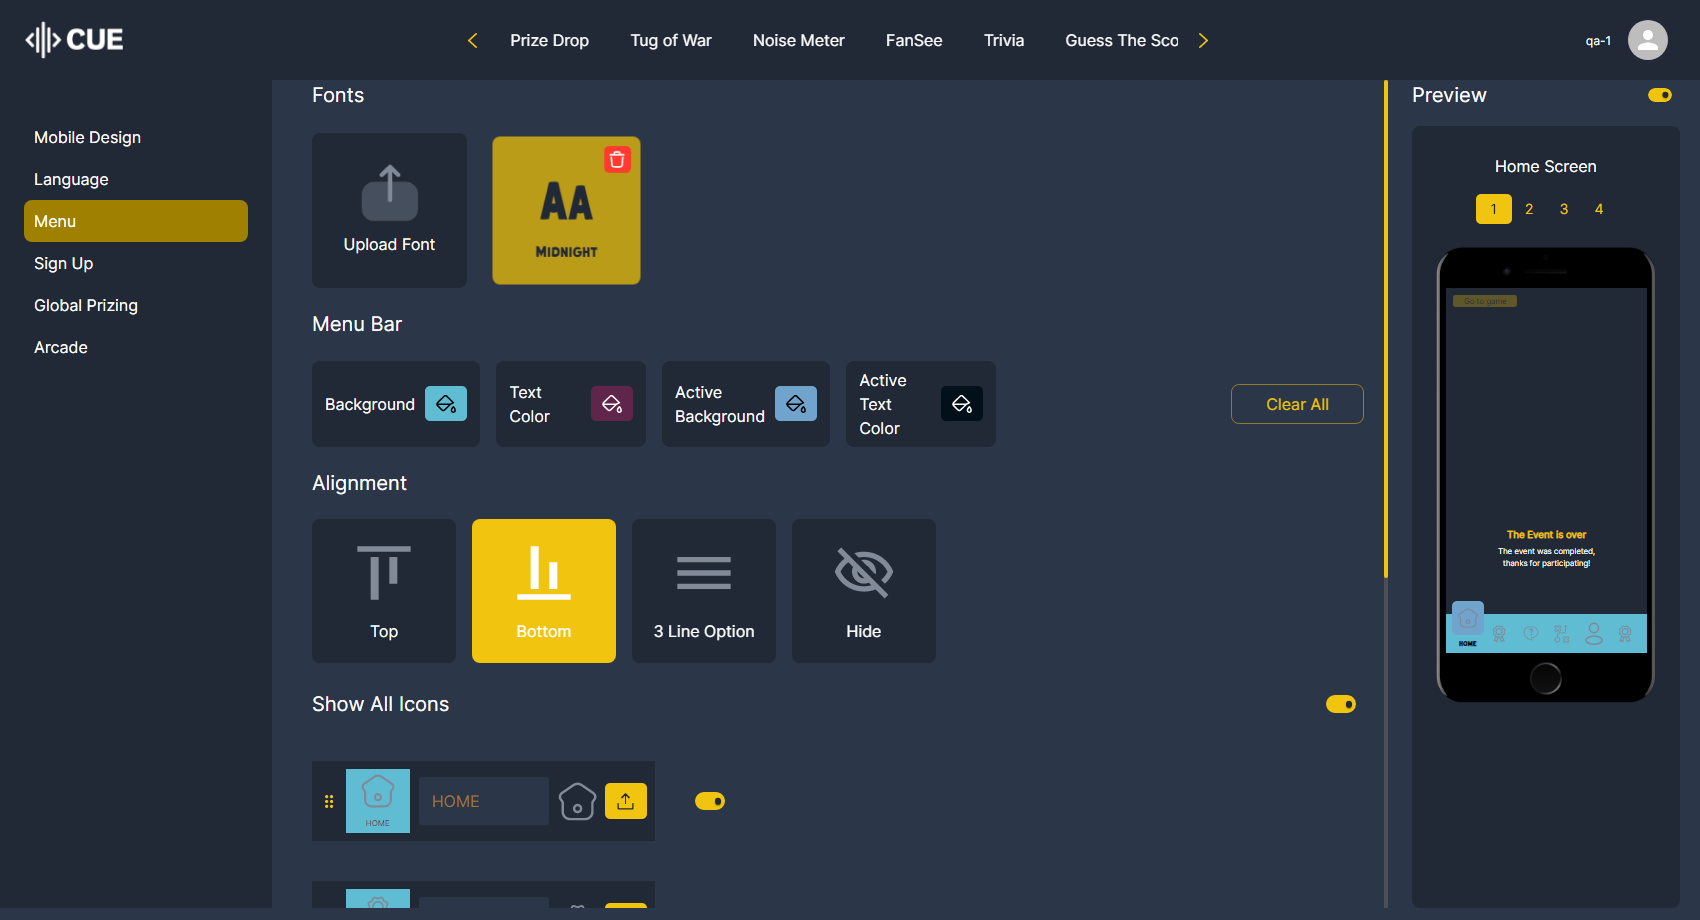 CUE
Prize Drop
Tug of War
Noise Meter
FanSee
Trivia
Guess The Sco
qa-1
Mobile Design
Language
Menu
Sign Up
Global Prizing
Arcade
Fonts
Upload Font
AA
MIDNIGHT
Menu Bar
Background
Text
Color
Active
Background
Active
Text
Color
Clear All
Alignment
Top
Bottom
3 Line Option
Hide
Show All Icons
HOME
HOME
Preview
Home Screen
1 2 3 4
Go to game
The Event is over
The event was completed,
thanks for participating!
HOME